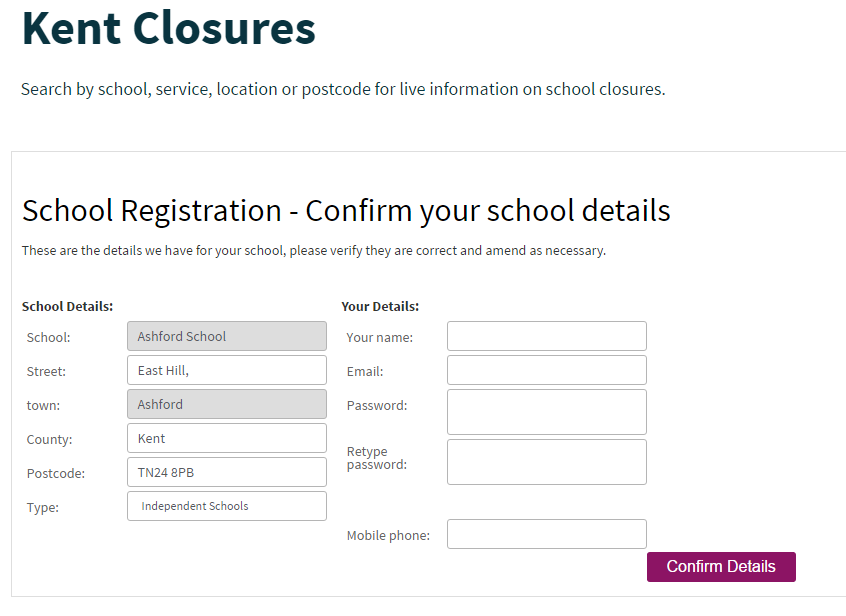 Kent Closures
Search by school, service, location or postcode for live information on school closures.
School Registration - Confirm your school details
These are the details we have for your school, please verify they are correct and amend as necessary.
School Details:
School: Ashford School
Street: East Hill,
town: Ashford
County: Kent
Postcode: TN24 8PB
Type: Independent Schools
Your Details:
Your name:
Email:
Password:
Retype
password:
Mobile phone:
Confirm Details